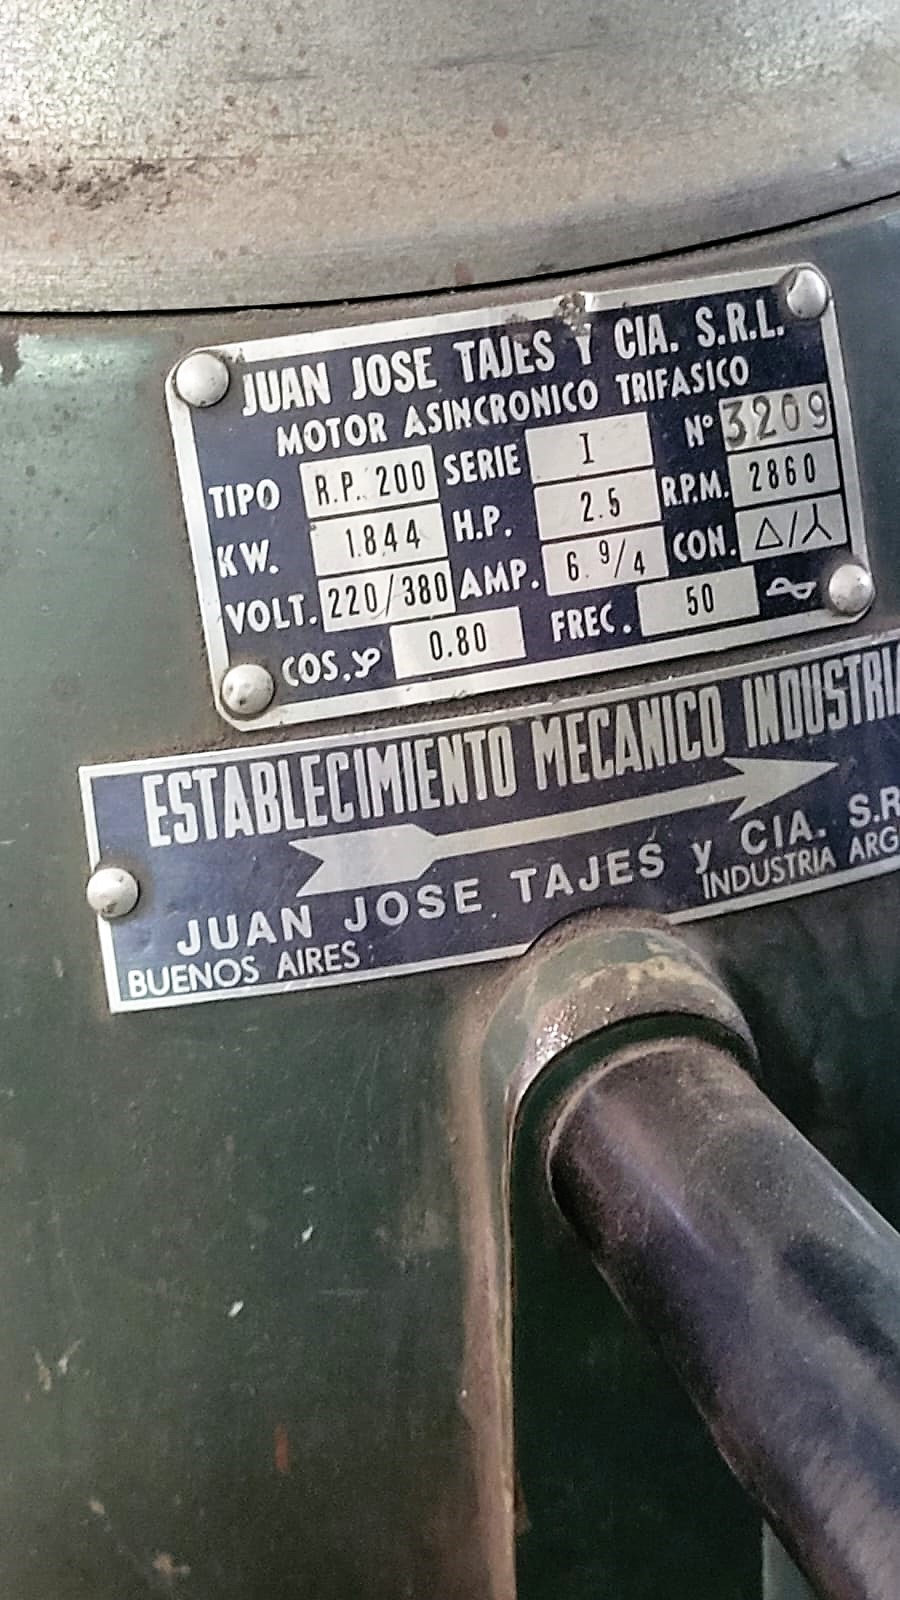 JUAN JOSE TAJES Y CIA. S.R.L.
MOTOR ASINCRONICO TRIFASICO
TIPO R.P. 200 SERIE I Nº 3209
KW. 1.844 H.P. 2.5 R.P.M. 2860
VOLT. 220/380 AMP. 6.9/4 CON. △/⅄
COS. φ 0.80 FREC. 50 ~
ESTABLECIMIENTO MECANICO INDUSTRIA
JUAN JOSE TAJES y CIA. S.R
BUENOS AIRES INDUSTRIA ARG